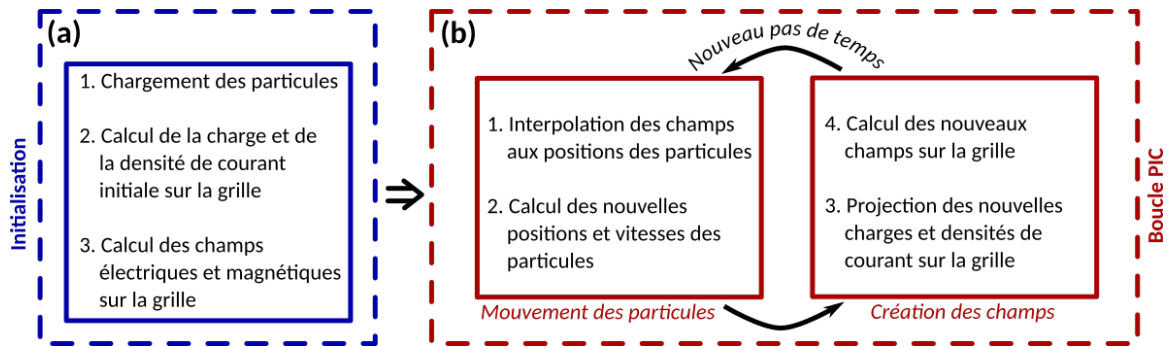 (a)
Initialisation
1. Chargement des particules
2. Calcul de la charge et de
la densité de courant
initiale sur la grille
3. Calcul des champs
électriques et magnétiques
sur la grille
(b)
Nouveau pas de temps
1. Interpolation des champs
aux positions des particules
2. Calcul des nouvelles
positions et vitesses des
particules
Mouvement des particules
4. Calcul des nouveaux
champs sur la grille
3. Projection des nouvelles
charges et densités de
courant sur la grille
Création des champs
Boucle PIC